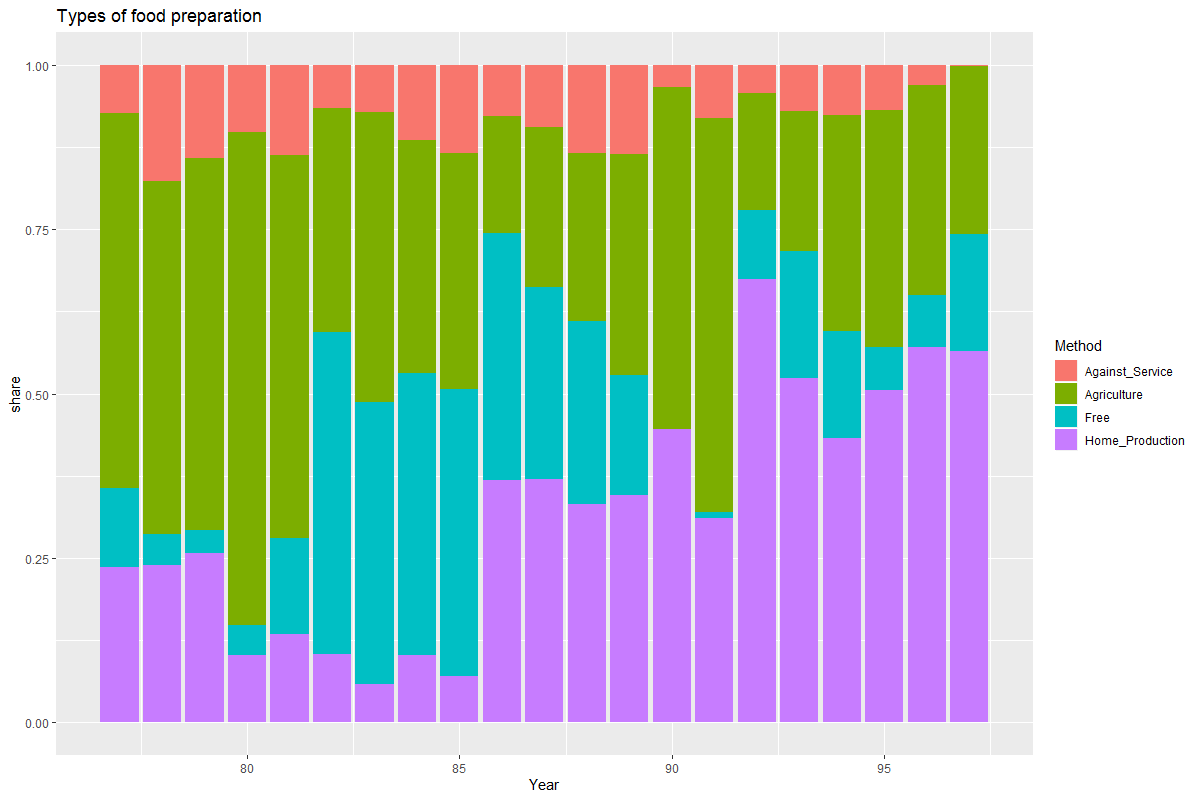 Types of food preparation
1.00
0.75
0.50
0.25
0.00
share
80
85
90
95
Year
Method
Against_Service
Agriculture
Free
Home_Production